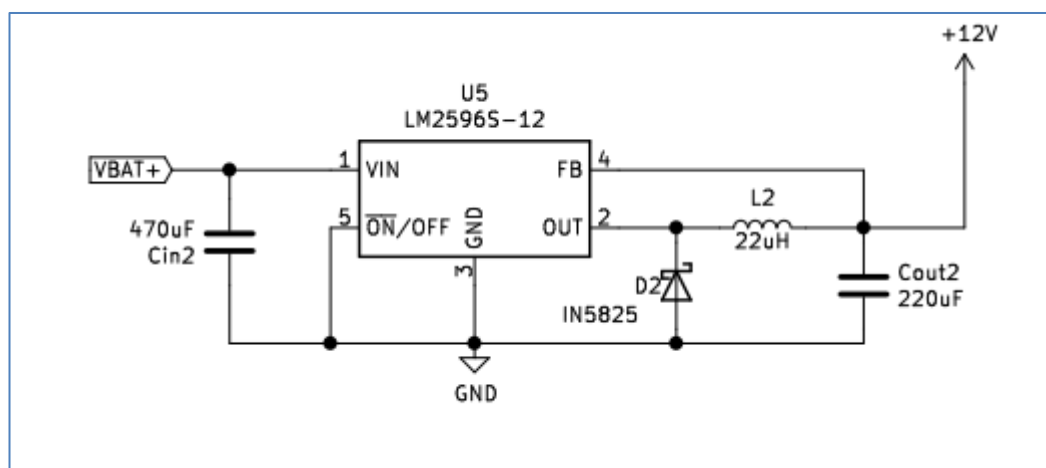 +12V
U5
LM2596S-12
VBAT+
1
VIN
FB
4
L2
22uH
470uF
Cin2
5
ON/OFF
GND
3
OUT
2
D2
IN5825
Cout2
220uF
GND